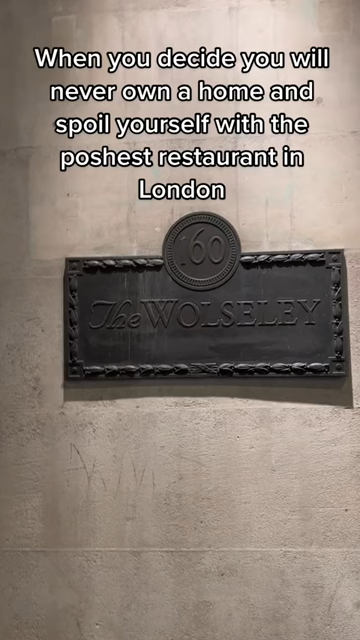 When you decide you will
never own a home and
spoil yourself with the
poshest restaurant in
London
160
The WOLSELEY